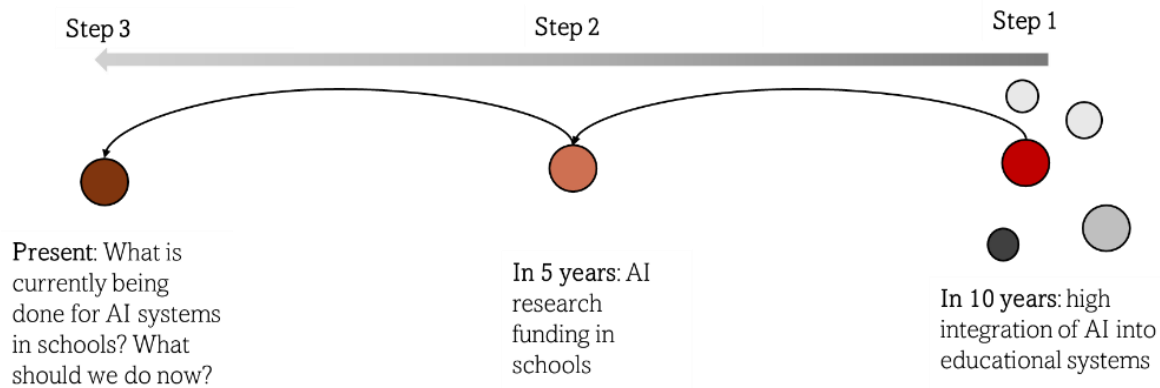 Step 3
Step 2
Step 1
Present: What is
currently being
done for AI systems
in schools? What
should we do now?
In 5 years: AI
research
funding in
schools
In 10 years: high
integration of AI into
educational systems